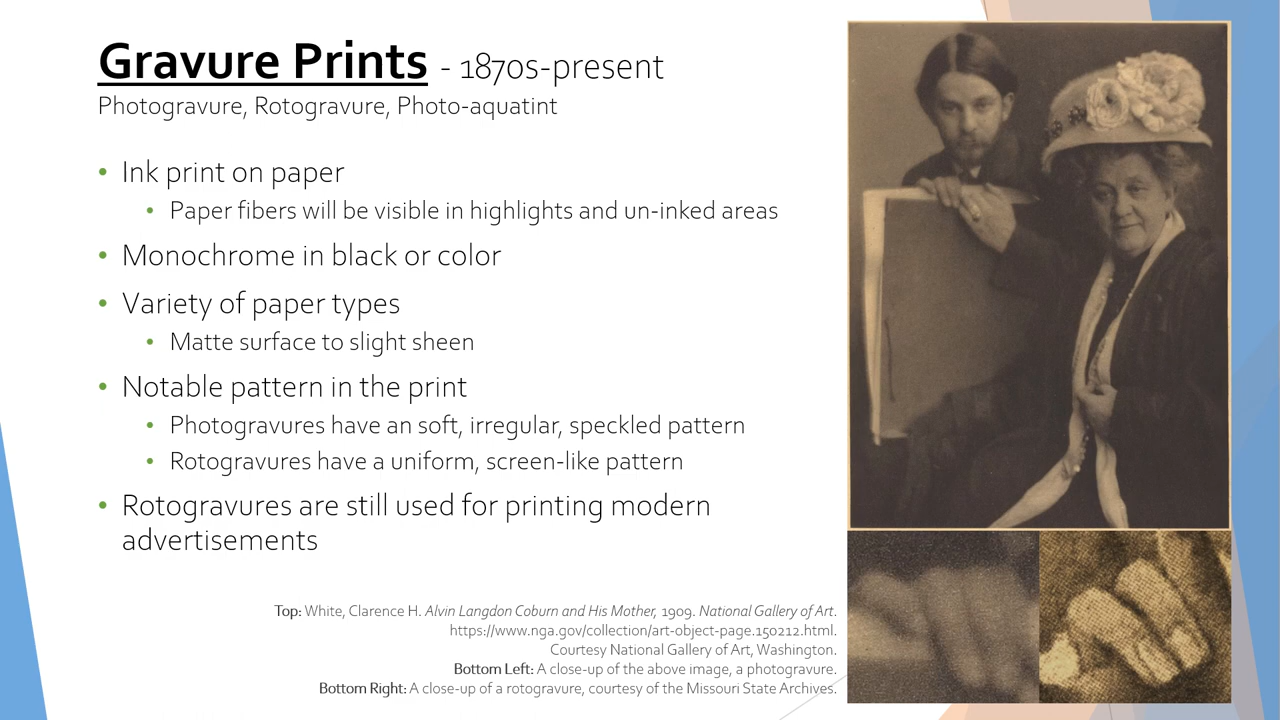 Gravure Prints - 1870s-present
Photogravure, Rotogravure, Photo-aquatint
• Ink print on paper
• Paper fibers will be visible in highlights and un-inked areas
• Monochrome in black or color
• Variety of paper types
• Matte surface to slight sheen
• Notable pattern in the print
• Photogravures have an soft, irregular, speckled pattern
• Rotogravures have a uniform, screen-like pattern
• Rotogravures are still used for printing modern
advertisements
Top: White, Clarence H. Alvin Langdon Coburn and His Mother, 1909. National Gallery of Art.
https://www.nga.gov/collection/art-object-page.150212.html.
Courtesy National Gallery of Art, Washington.
Bottom Left: A close-up of the above image, a photogravure.
Bottom Right: A close-up of a rotogravure, courtesy of the Missouri State Archives.